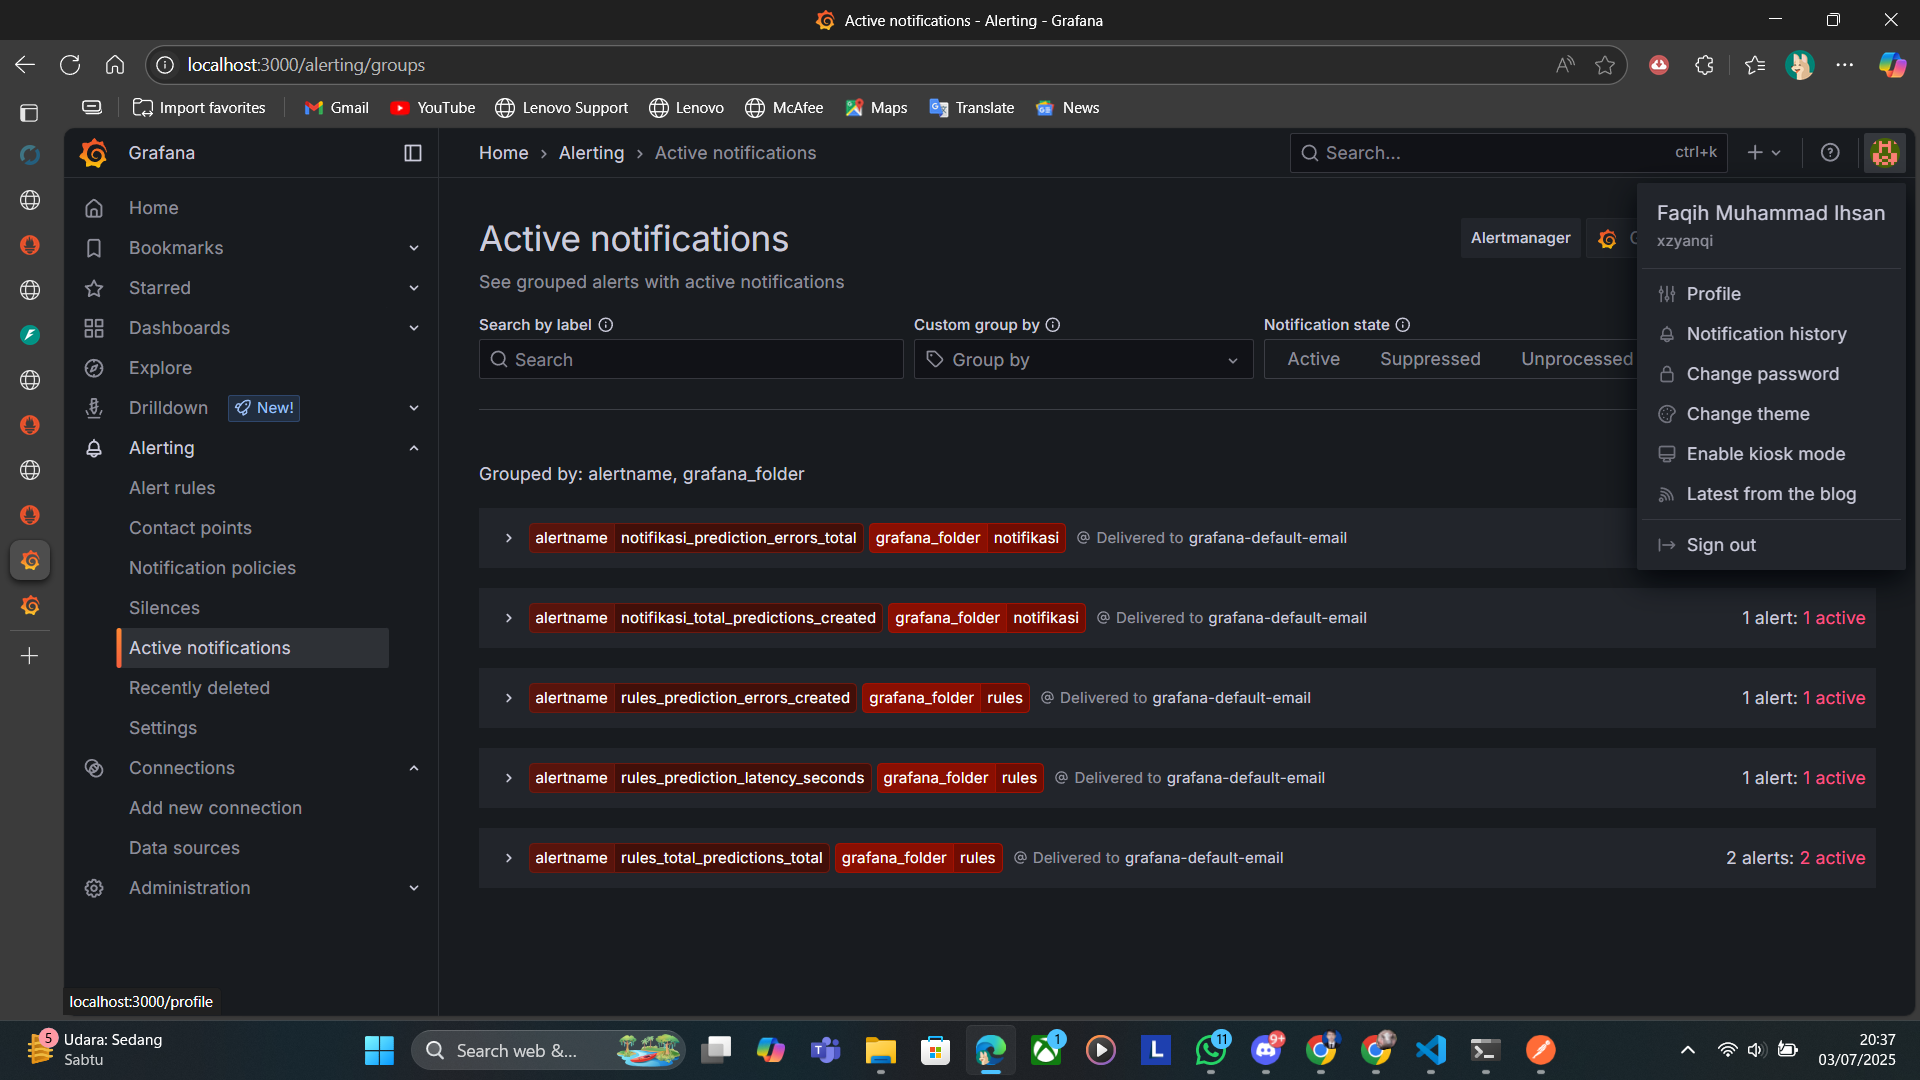 Active notifications - Alerting - Grafana
localhost:3000/alerting/groups
Import favorites
Gmail
YouTube
Lenovo Support
Lenovo
McAfee
Maps
Translate
News
Grafana
Home › Alerting › Active notifications
Search...
ctrl+k
Home
Bookmarks
Starred
Dashboards
Explore
Drilldown
New!
Alerting
Alert rules
Contact points
Notification policies
Silences
Active notifications
Recently deleted
Settings
Connections
Add new connection
Data sources
Administration
localhost:3000/profile
Active notifications
See grouped alerts with active notifications
Alertmanager
Search by label
Search
Custom group by
Group by
Notification state
Active
Suppressed
Unprocessed
Grouped by: alertname, grafana_folder
alertname notifikasi_prediction_errors_total grafana_folder notifikasi @ Delivered to grafana-default-email
alertname notifikasi_total_predictions_created grafana_folder notifikasi @ Delivered to grafana-default-email 1 alert: 1 active
alertname rules_prediction_errors_created grafana_folder rules @ Delivered to grafana-default-email 1 alert: 1 active
alertname rules_prediction_latency_seconds grafana_folder rules @ Delivered to grafana-default-email 1 alert: 1 active
alertname rules_total_predictions_total grafana_folder rules @ Delivered to grafana-default-email 2 alerts: 2 active
Faqih Muhammad Ihsan
xzyanqi
Profile
Notification history
Change password
Change theme
Enable kiosk mode
Latest from the blog
Sign out
5
Udara: Sedang
Sabtu
Search web &...
1
L
11
9+
20:37
03/07/2025